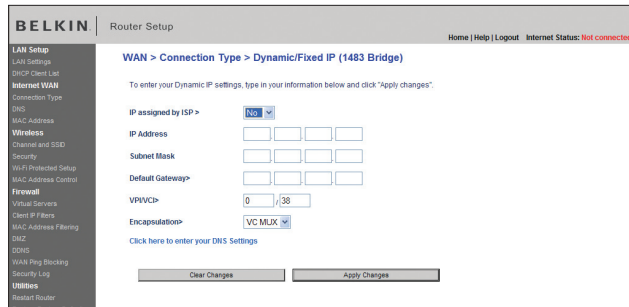 BELKIN. Router Setup
Home | Help | Logout Internet Status: Not connected
LAN Setup
LAN Settings
DHCP Client List
Internet WAN
Connection Type
DNS
MAC Address
Wireless
Channel and SSID
Security
Wi-Fi Protected Setup
MAC Address Control
Firewall
Virtual Servers
Client IP Filters
MAC Address Filtering
DMZ
DDNS
WAN Ping Blocking
Security Log
Utilities
Restart Router
WAN > Connection Type > Dynamic/Fixed IP (1483 Bridge)
To enter your Dynamic IP settings, type in your information below and click "Apply changes".
IP assigned by ISP > No
IP Address . . .
Subnet Mask . . .
Default Gateway> . . .
VPI/VCI> 0 / 38
Encapsulation> VC MUX
Click here to enter your DNS Settings
Clear Changes Apply Changes